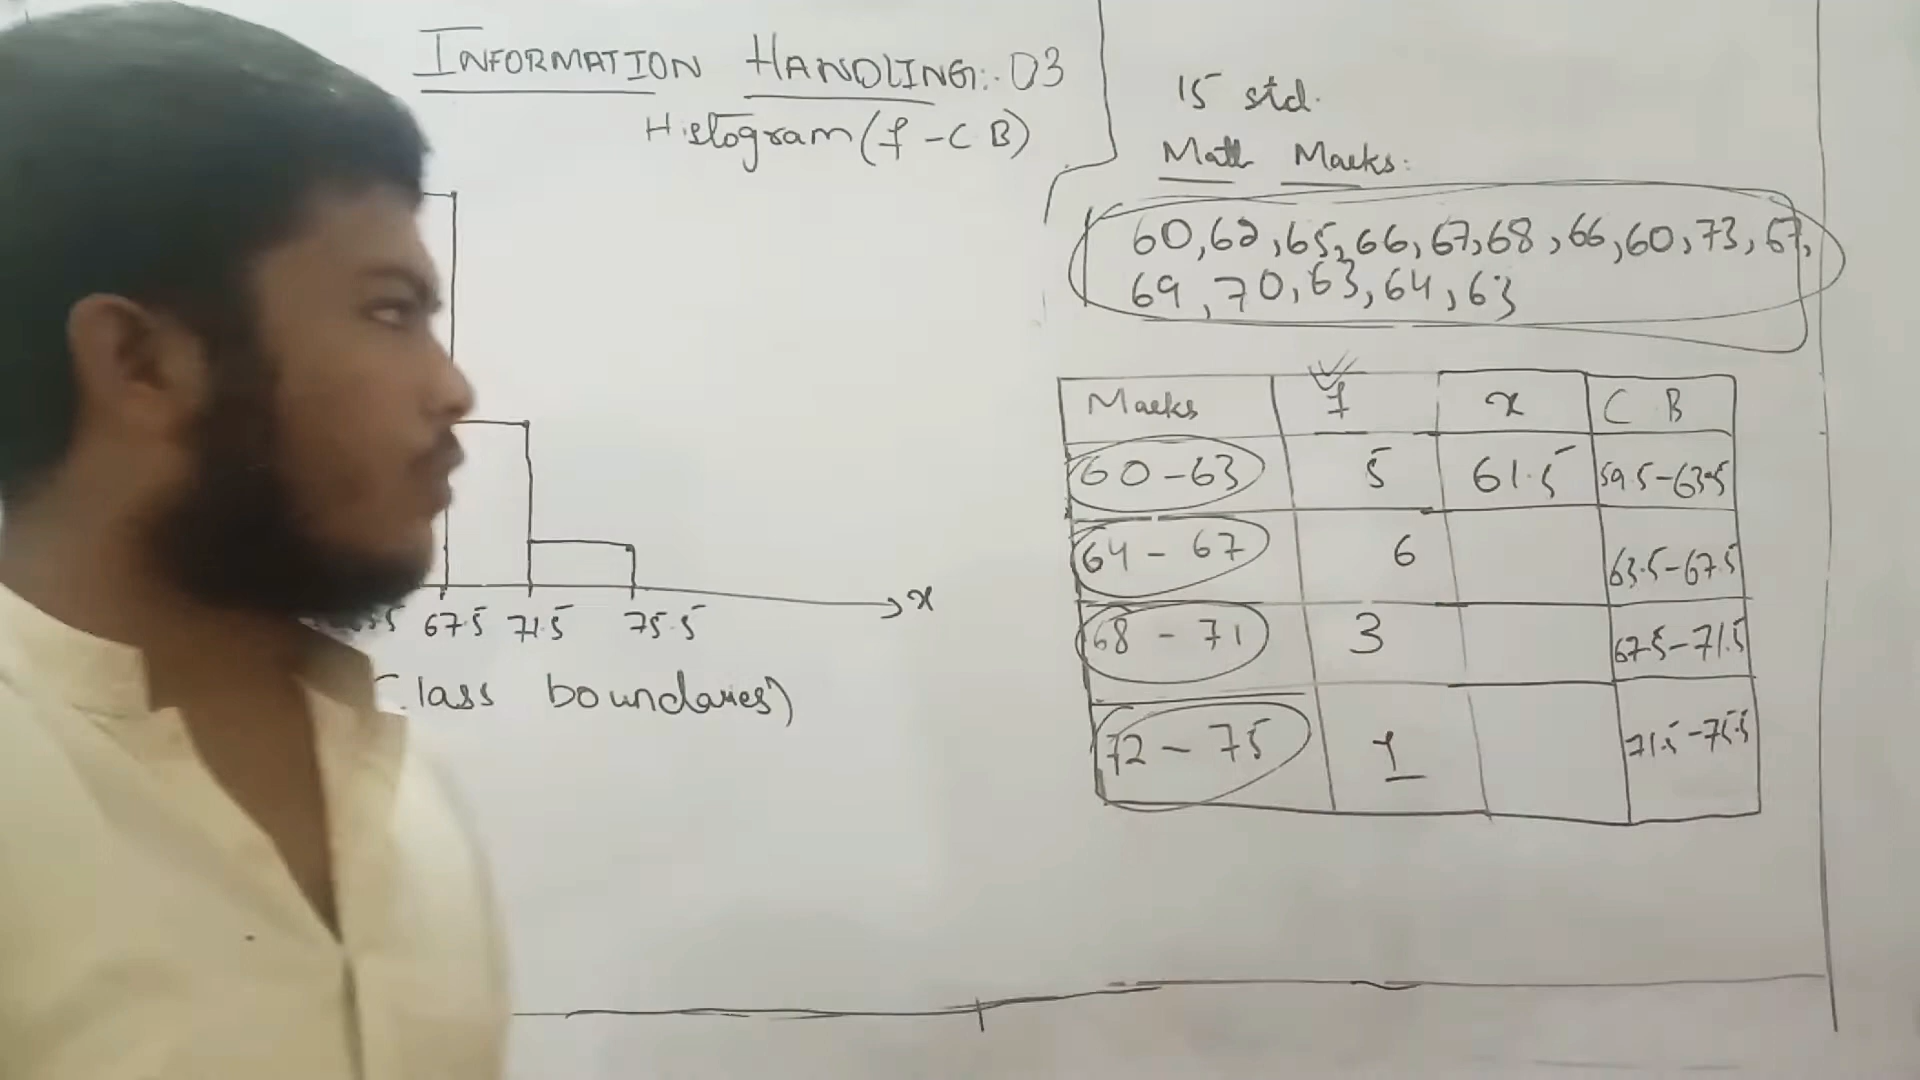 INFORMATION HANDLING:. 03
Histogram (f - C B)
67.5 71.5 75.5
x
Class boundaries)
15 std.
Math Marks:
60, 62, 65, 66, 67, 68, 66, 60, 73, 67,
69, 70, 63, 64, 63
Marks f x C B
60 - 63 5 61.5 59.5 - 63.5
64 - 67 6 63.5 - 67.5
68 - 71 3 67.5 - 71.5
72 - 75 1 71.5 - 75.5